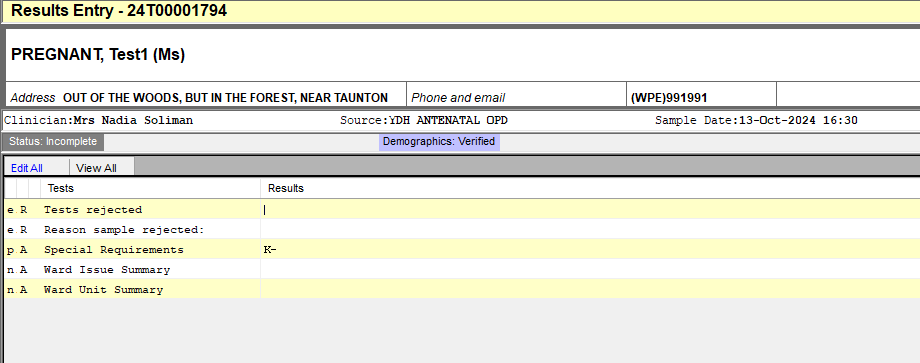 Results Entry - 24T00001794
PREGNANT, Test1 (Ms)
Address OUT OF THE WOODS, BUT IN THE FOREST, NEAR TAUNTON Phone and email (WPE)991991
Clinician:Mrs Nadia Soliman Source:YDH ANTENATAL OPD Sample Date:13-Oct-2024 16:30
Status: Incomplete Demographics: Verified
Edit All View All
Tests Results
e R Tests rejected
e R Reason sample rejected:
p A Special Requirements K-
n A Ward Issue Summary
n A Ward Unit Summary